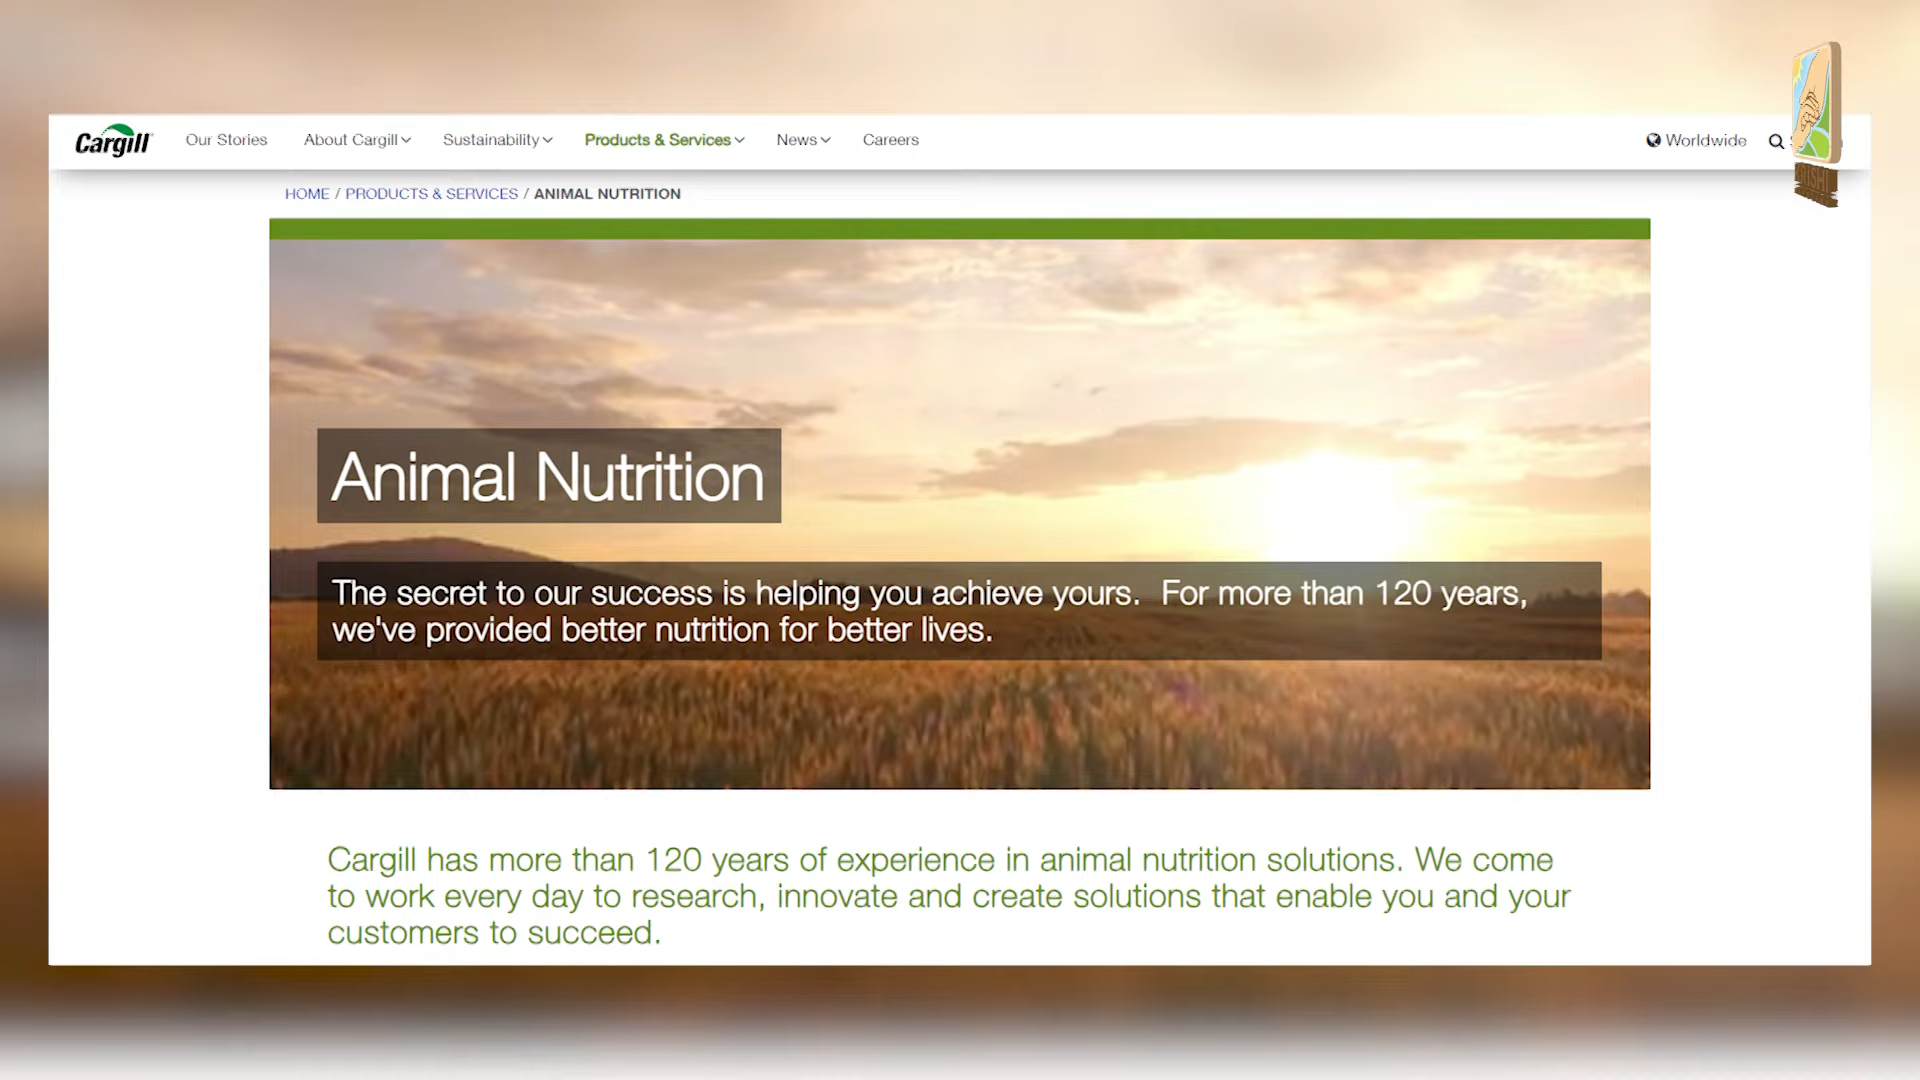 Cargill
Our Stories
About Cargill
Sustainability
Products & Services
News
Careers
Worldwide
HOME / PRODUCTS & SERVICES / ANIMAL NUTRITION
Animal Nutrition
The secret to our success is helping you achieve yours. For more than 120 years,
we've provided better nutrition for better lives.
Cargill has more than 120 years of experience in animal nutrition solutions. We come
to work every day to research, innovate and create solutions that enable you and your
customers to succeed.